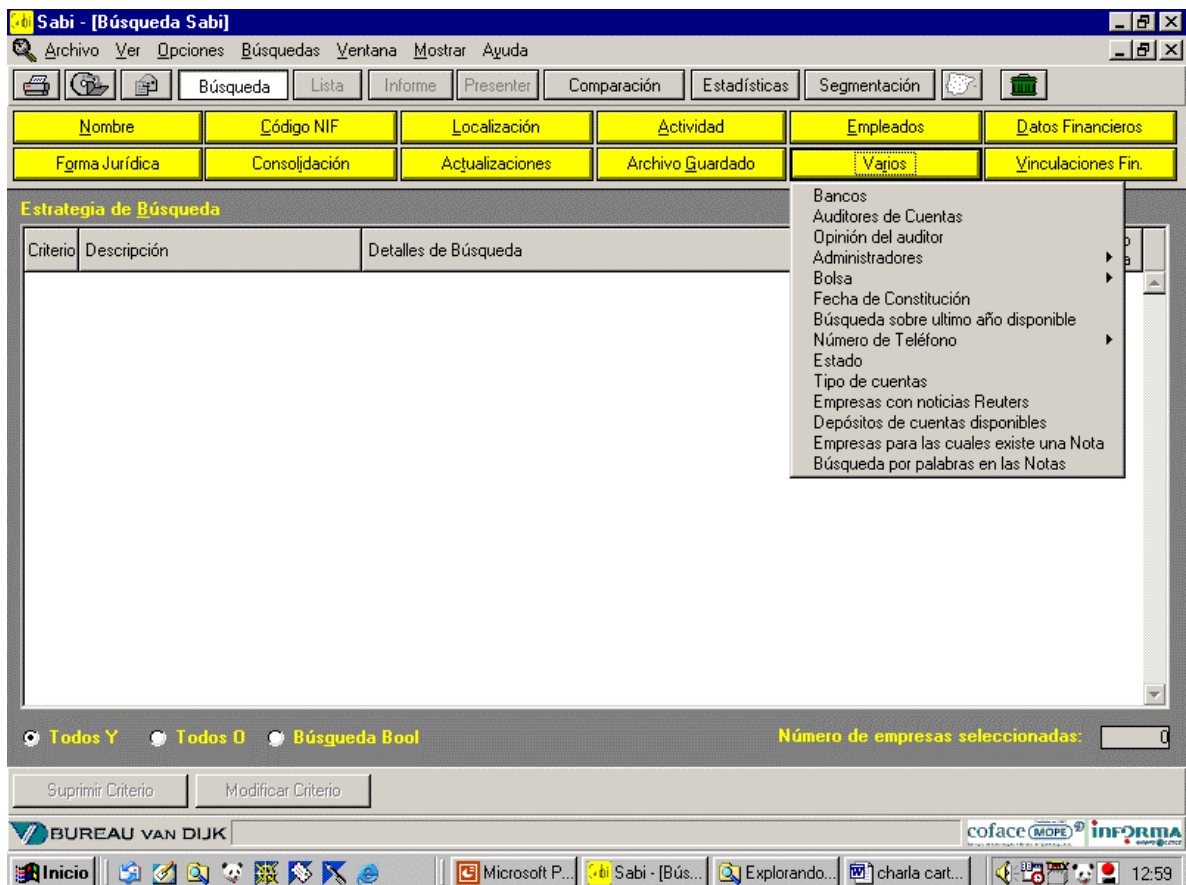 Sabi - [Búsqueda Sabi]
Archivo Ver Opciones Búsquedas Ventana Mostrar Ayuda
Búsqueda Lista Informe Presenter Comparación Estadísticas Segmentación
Nombre Código NIF Localización Actividad Empleados Datos Financieros
Forma Jurídica Consolidación Actualizaciones Archivo Guardado Varios Vinculaciones Fin.
Estrategia de Búsqueda
Criterio Descripción Detalles de Búsqueda
Bancos
Auditores de Cuentas
Opinión del auditor
Administradores
Bolsa
Fecha de Constitución
Búsqueda sobre ultimo año disponible
Número de Teléfono
Estado
Tipo de cuentas
Empresas con noticias Reuters
Depósitos de cuentas disponibles
Empresas para las cuales existe una Nota
Búsqueda por palabras en las Notas
Todos Y Todos O Búsqueda Bool Número de empresas seleccionadas: 0
Suprimir Criterio Modificar Criterio
BUREAU VAN DIJK coface MOPE INFORMA
Inicio Microsoft P... Sabi - [Bús... Explorando... charla cart... 12:59